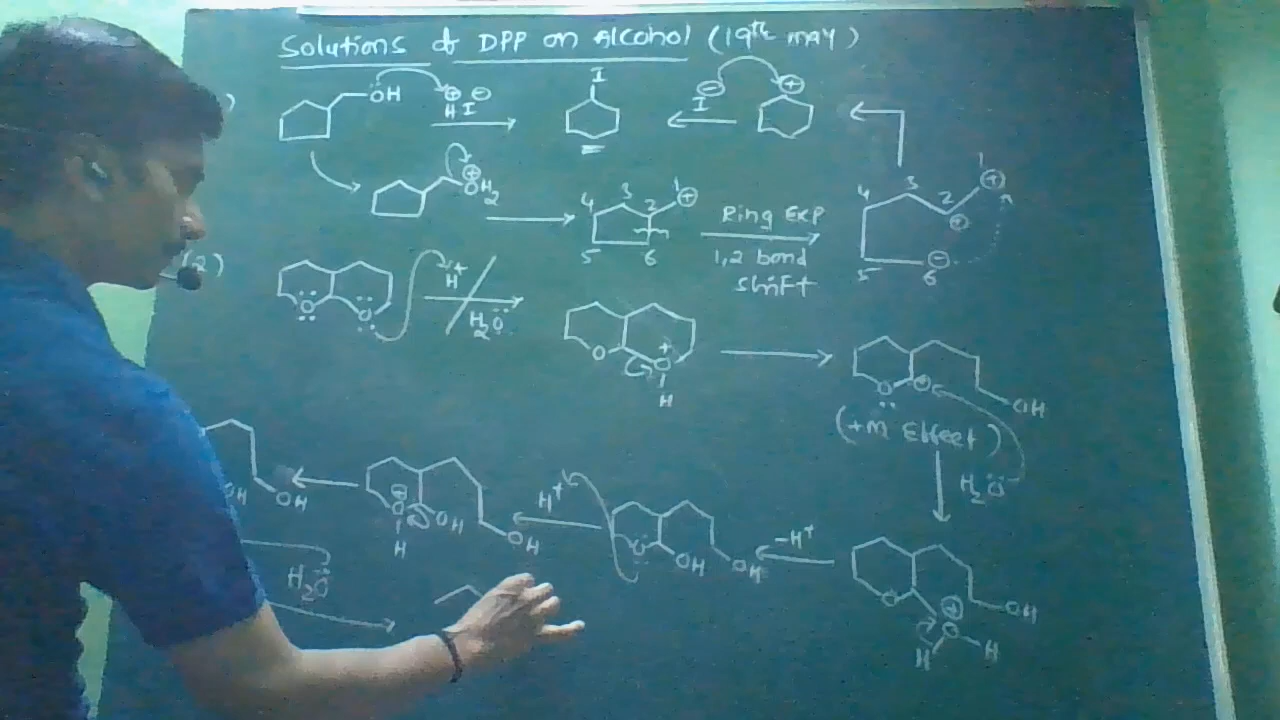 Solutions of DPP on Alcohol (19th MAY)
)
OH
⊕ ⊖
H I
I
⊖
I
⊕
⊕
OH2
4 3 2 1 ⊕
5 6
Ring Exp
1,2 bond
shift
4 3 2 1 ⊕
⊕
5 ⊖
6
(2)
O O
H+
H2O
O O+
H
O ⊕ OH
(+M Effect)
H2O
OH OH
⊕
O OH
H
OH
H+
O OH OH
-H+
O ⊕ OH
O
H H
H2O